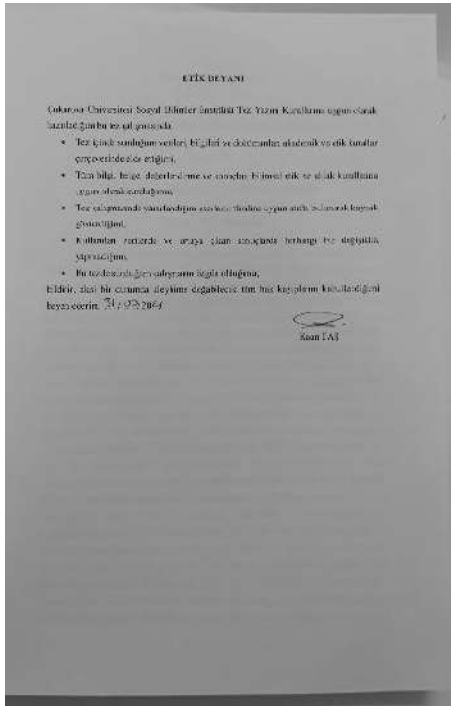 ETİK BEYANI
Çukurova Üniversitesi Sosyal Bilimler Enstitüsü Tez Yazım Kurallarına uygun olarak
hazırladığım bu tez çalışmasında;
• Tez içinde sunduğum verileri, bilgileri ve dokümanları akademik ve etik kurallar
çerçevesinde elde ettiğimi,
• Tüm bilgi, belge, değerlendirme ve sonuçları bilimsel etik ve ahlak kurallarına
uygun olarak sunduğumu,
• Tez çalışmasında yararlandığım eserlerin tümüne uygun atıfta bulunarak kaynak
gösterdiğimi,
• Kullanılan verilerde ve ortaya çıkan sonuçlarda herhangi bir değişiklik
yapmadığımı,
• Bu tezde sunduğum çalışmanın özgün olduğunu,
bildirir, aksi bir durumda aleyhime doğabilecek tüm hak kayıplarını kabullendiğimi
beyan ederim.
Kaan TAŞ